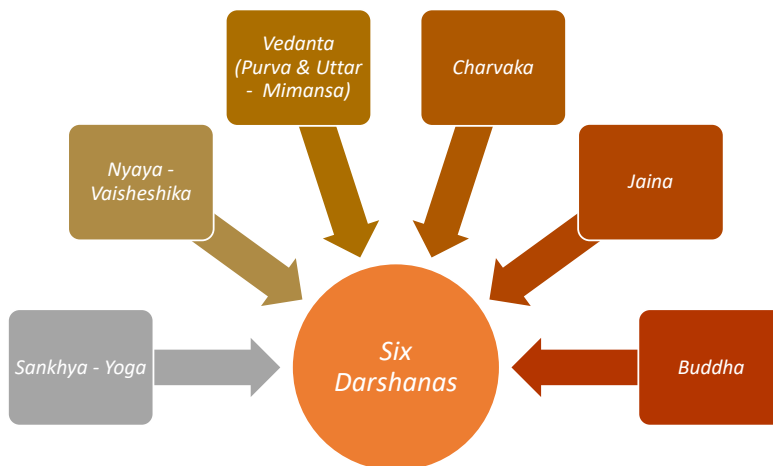 Vedanta
(Purva & Uttar
- Mimansa)
Charvaka
Nyaya -
Vaisheshika
Jaina
Sankhya - Yoga
Six
Darshanas
Buddha